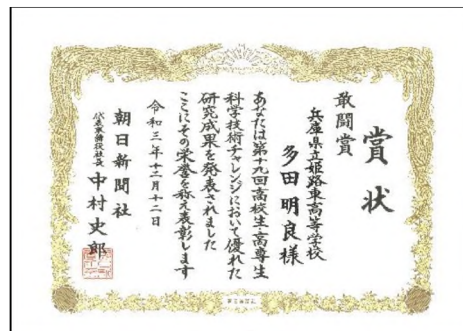 賞状
敢闘賞
兵庫県立姫路東高等学校
多田明良様
あなたは第十九回高校生・高専生
科学技術チャレンジにおいて優れた
研究成果を発表されました
ここにその栄誉を称え表彰します
令和三年十二月十二日
朝日新聞社
代表取締役社長 中村史郎